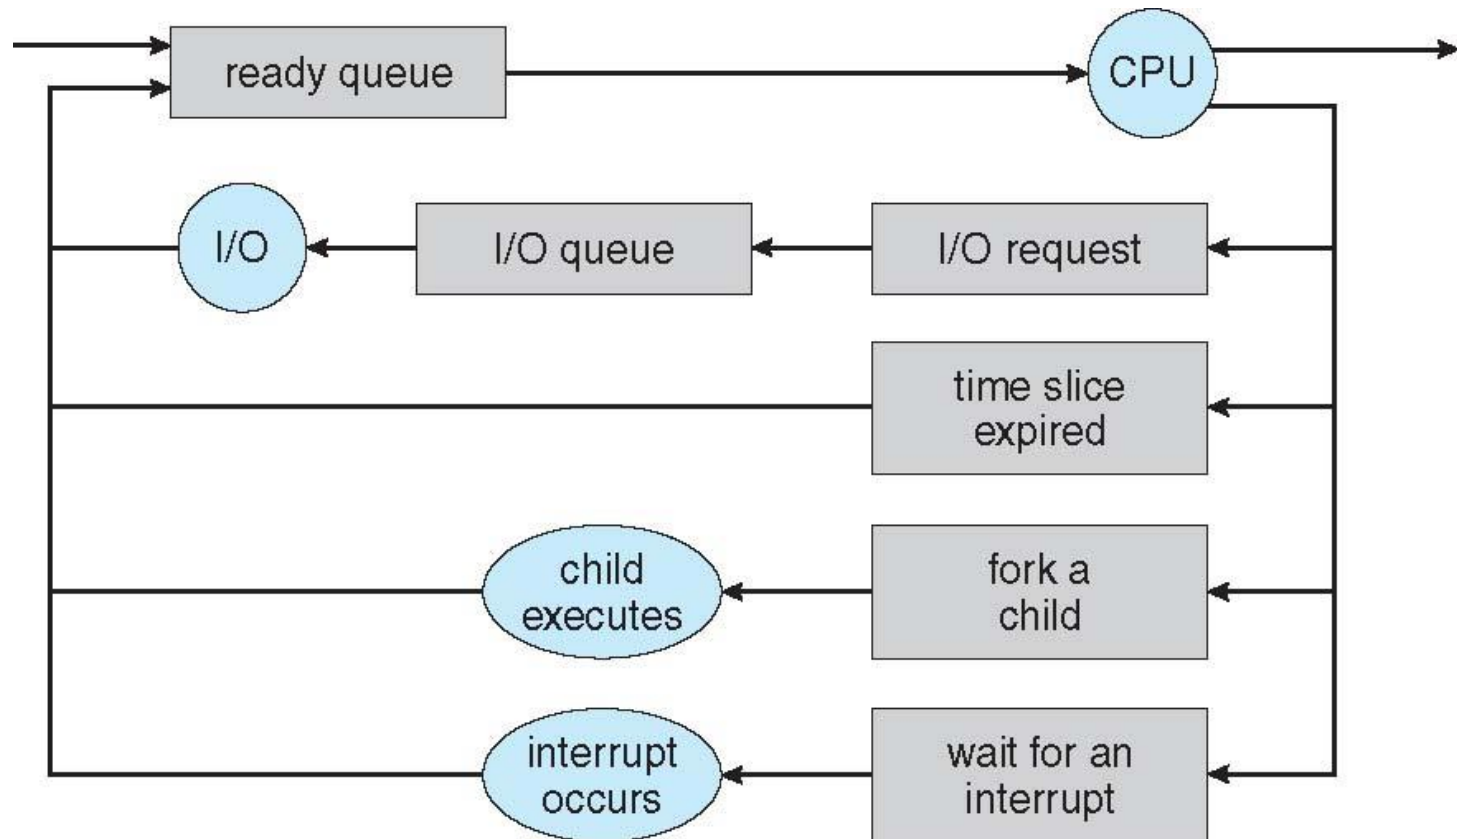 ready queue
CPU
I/O
I/O queue
I/O request
time slice
expired
child
executes
fork a
child
interrupt
occurs
wait for an
interrupt